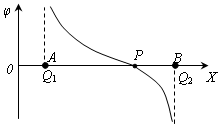 φ
0 A P B X
Q₁ Q₂